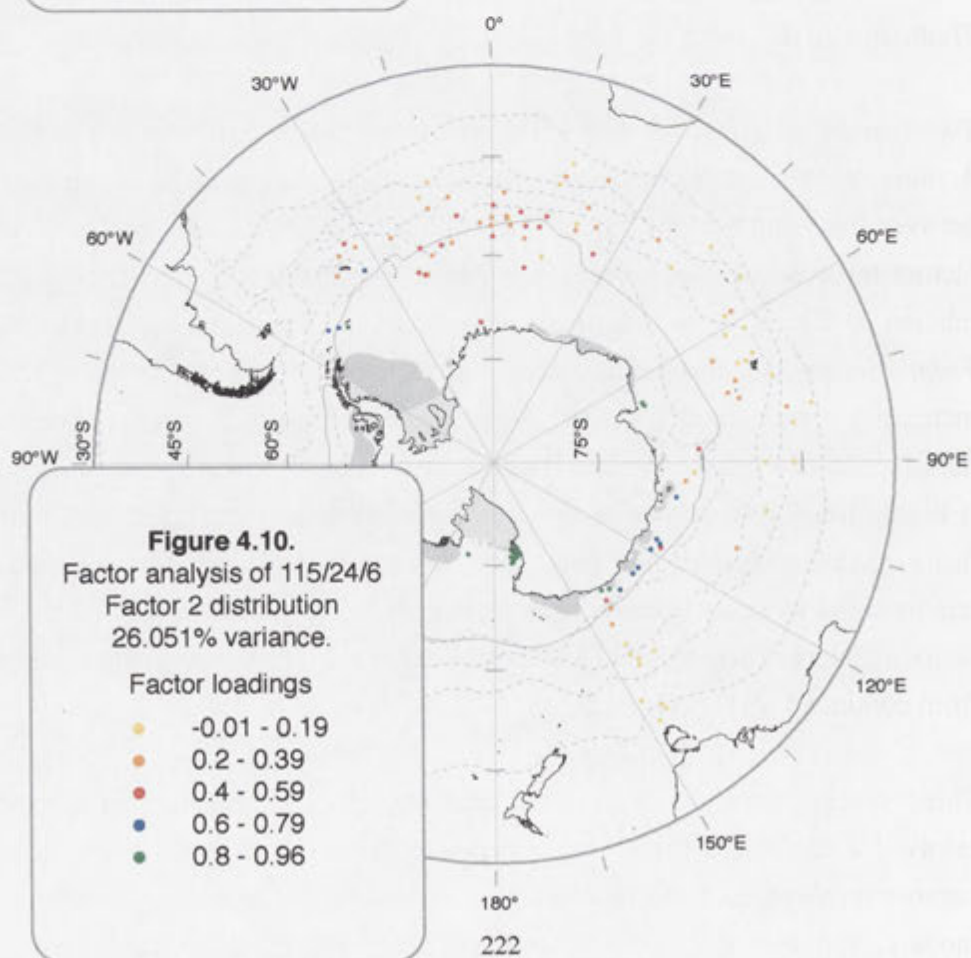 0°
30°W
30°E
60°W
60°E
90°W
30°S
45°S
60°S
75°S
90°E
120°E
150°E
180°
Figure 4.10.
Factor analysis of 115/24/6
Factor 2 distribution
26.051% variance.
Factor loadings
-0.01 - 0.19
0.2 - 0.39
0.4 - 0.59
0.6 - 0.79
0.8 - 0.96
222